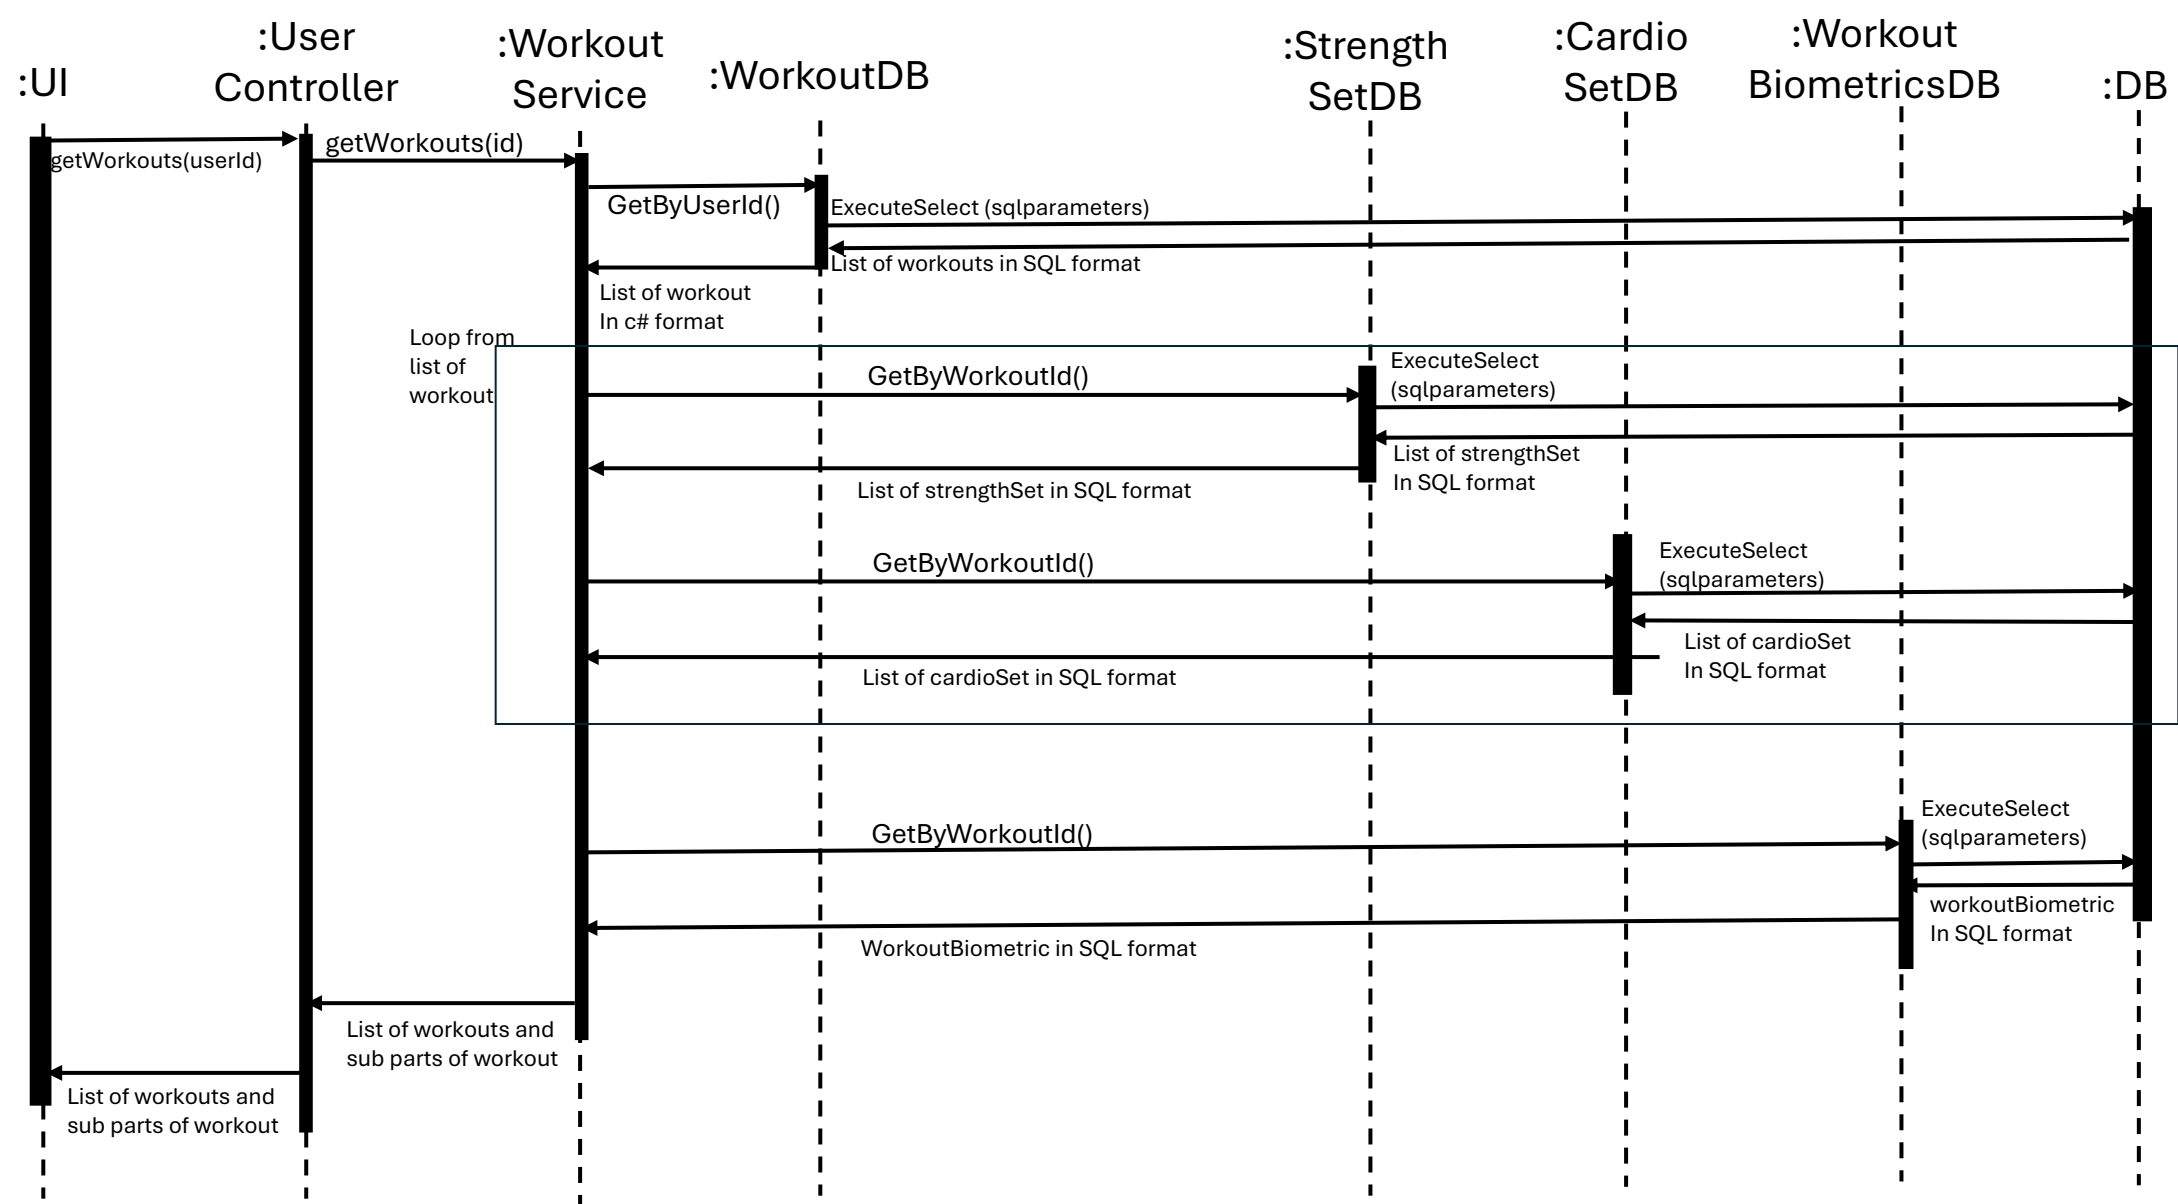 :UI
:User
Controller
:Workout
Service
:WorkoutDB
:Strength
SetDB
:Cardio
SetDB
:Workout
BiometricsDB
:DB
getWorkouts(userId)
getWorkouts(id)
GetByUserId()
ExecuteSelect (sqlparameters)
List of workouts in SQL format
List of workout
In c# format
Loop from
list of
workout
GetByWorkoutId()
ExecuteSelect
(sqlparameters)
List of strengthSet
In SQL format
List of strengthSet in SQL format
GetByWorkoutId()
ExecuteSelect
(sqlparameters)
List of cardioSet
In SQL format
List of cardioSet in SQL format
GetByWorkoutId()
ExecuteSelect
(sqlparameters)
workoutBiometric
In SQL format
WorkoutBiometric in SQL format
List of workouts and
sub parts of workout
List of workouts and
sub parts of workout